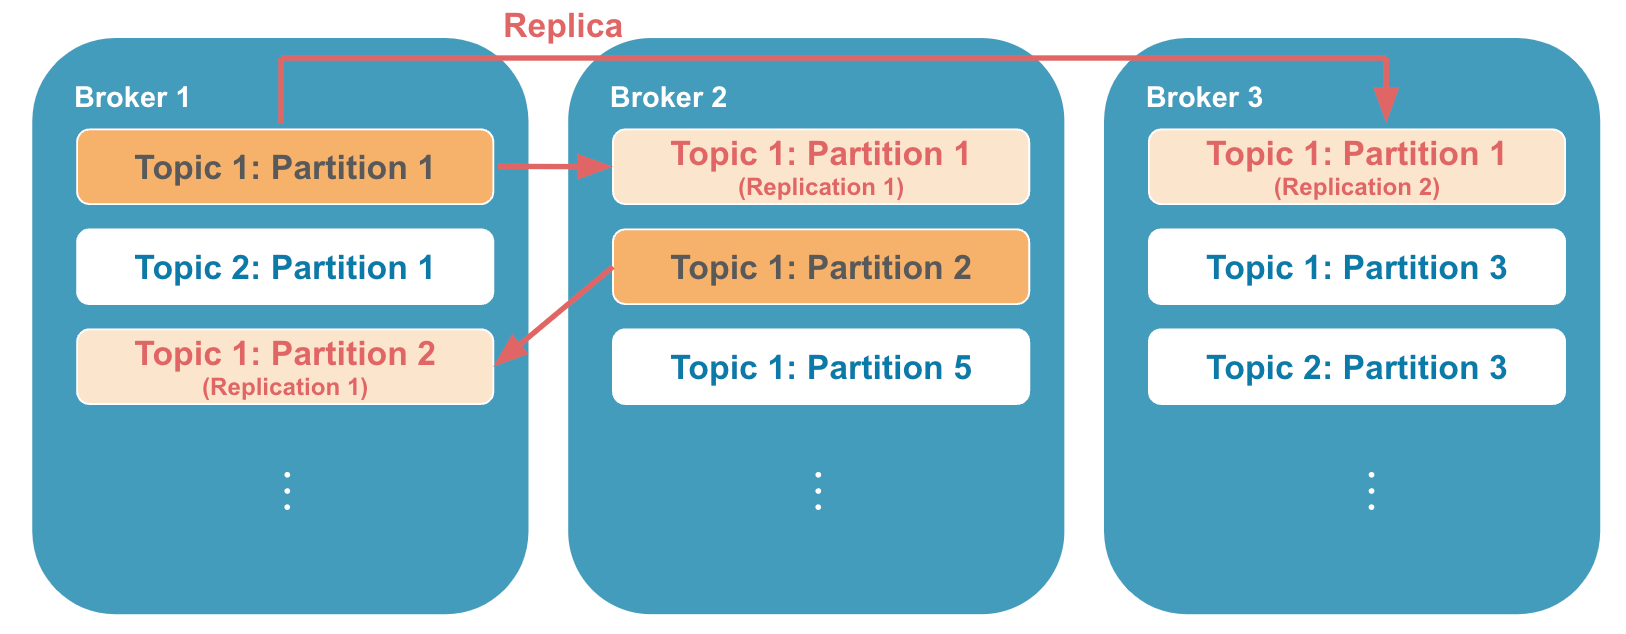 Replica
Broker 1
Topic 1: Partition 1
Topic 2: Partition 1
Topic 1: Partition 2
(Replication 1)
Broker 2
Topic 1: Partition 1
(Replication 1)
Topic 1: Partition 2
Topic 1: Partition 5
Broker 3
Topic 1: Partition 1
(Replication 2)
Topic 1: Partition 3
Topic 2: Partition 3